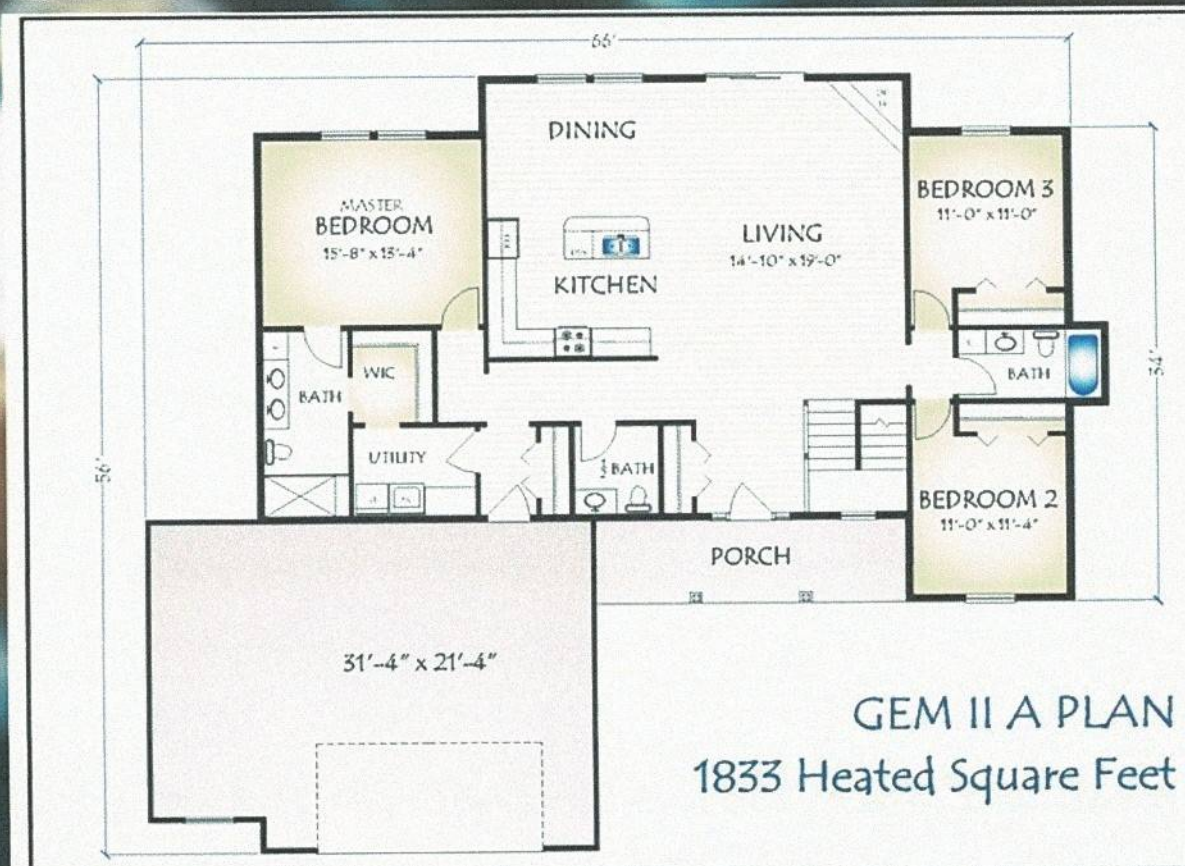 66'
DINING
MASTER
BEDROOM
15'-8" x 13'-4"
BEDROOM 3
11'-0" x 11'-0"
LIVING
14'-10" x 19'-0"
KITCHEN
34'
WIC
BATH
BATH
56'
UTILITY
½ BATH
BEDROOM 2
11'-0" x 11'-4"
PORCH
31'-4" x 21'-4"
GEM II A PLAN
1833 Heated Square Feet